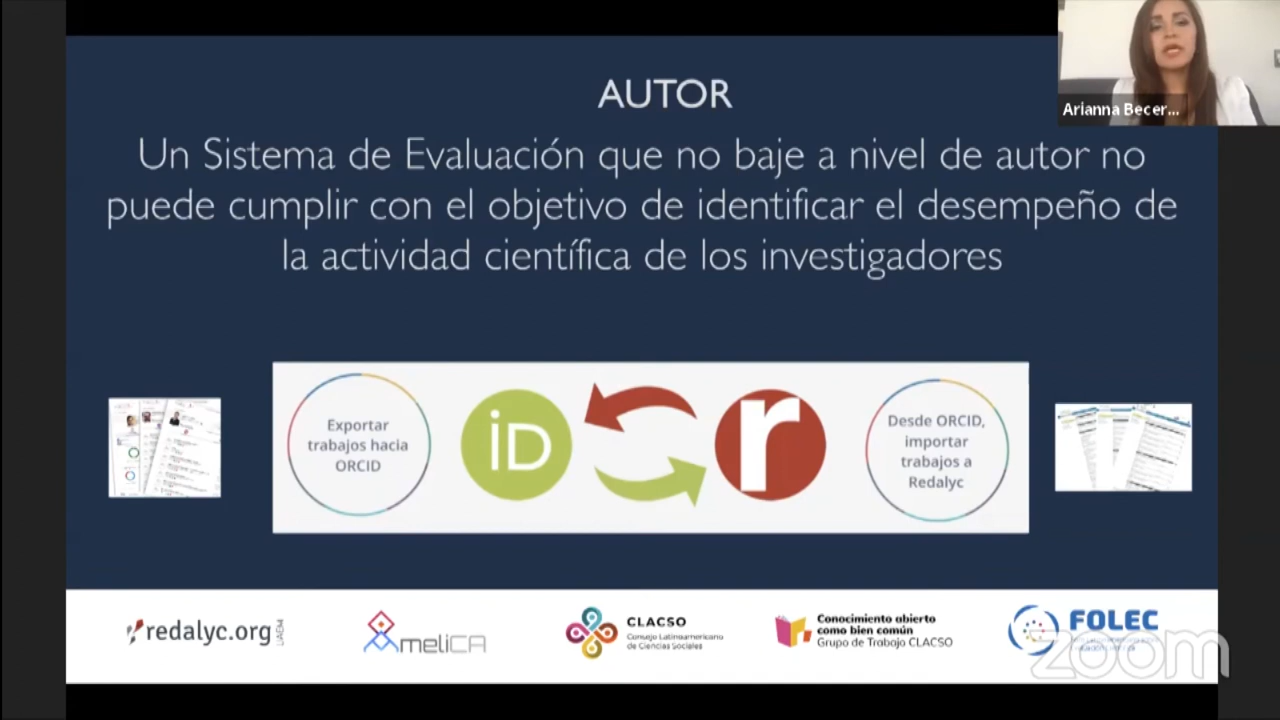 Arianna Becer...
AUTOR
Un Sistema de Evaluación que no baje a nivel de autor no
puede cumplir con el objetivo de identificar el desempeño de
la actividad científica de los investigadores
Exportar
trabajos hacia
ORCID
iD
r
Desde ORCID,
importar
trabajos a
Redalyc
redalyc.org
UAEM
AmeliCA
CLACSO
Consejo Latinoamericano
de Ciencias Sociales
Conocimiento abierto
como bien común
Grupo de Trabajo CLACSO
FOLEC
zoom